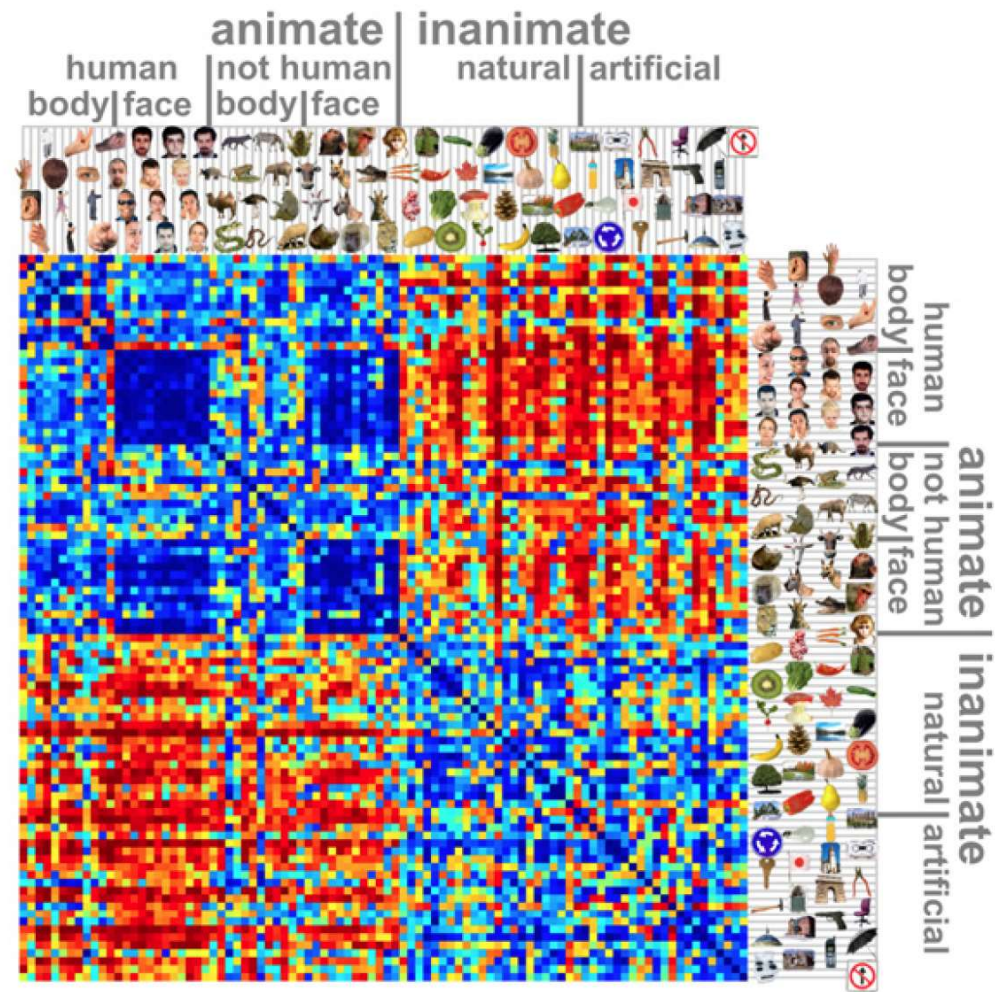 animate inanimate
human not human natural artificial
body face body face
human
body face
animate
not human
body face
inanimate
natural artificial